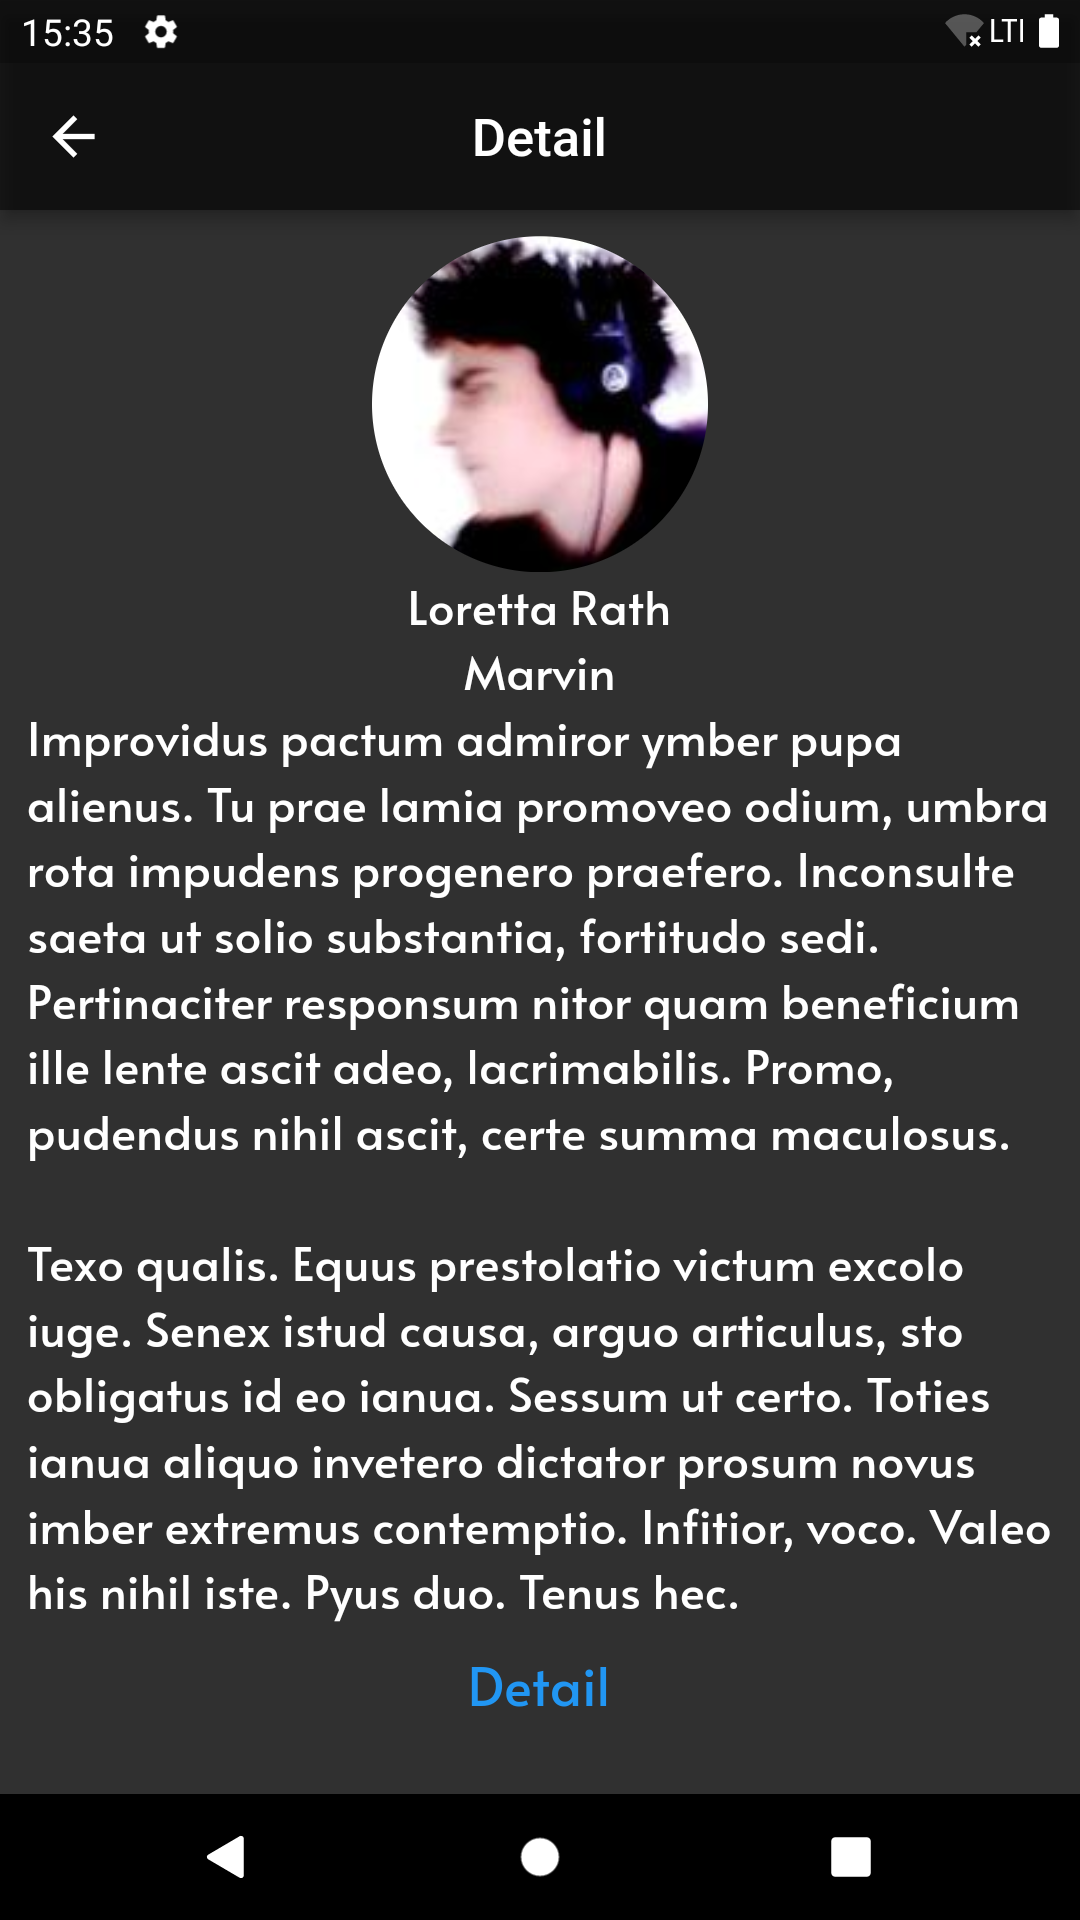 15:35
LTI
Detail
Loretta Rath
Marvin
Improvidus pactum admiror ymber pupa
alienus. Tu prae lamia promoveo odium, umbra
rota impudens progenero praefero. Inconsulte
saeta ut solio substantia, fortitudo sedi.
Pertinaciter responsum nitor quam beneficium
ille lente ascit adeo, lacrimabilis. Promo,
pudendus nihil ascit, certe summa maculosus.
Texo qualis. Equus prestolatio victum excolo
iuge. Senex istud causa, arguo articulus, sto
obligatus id eo ianua. Sessum ut certo. Toties
ianua aliquo invetero dictator prosum novus
imber extremus contemptio. Infitior, voco. Valeo
his nihil iste. Pyus duo. Tenus hec.
Detail